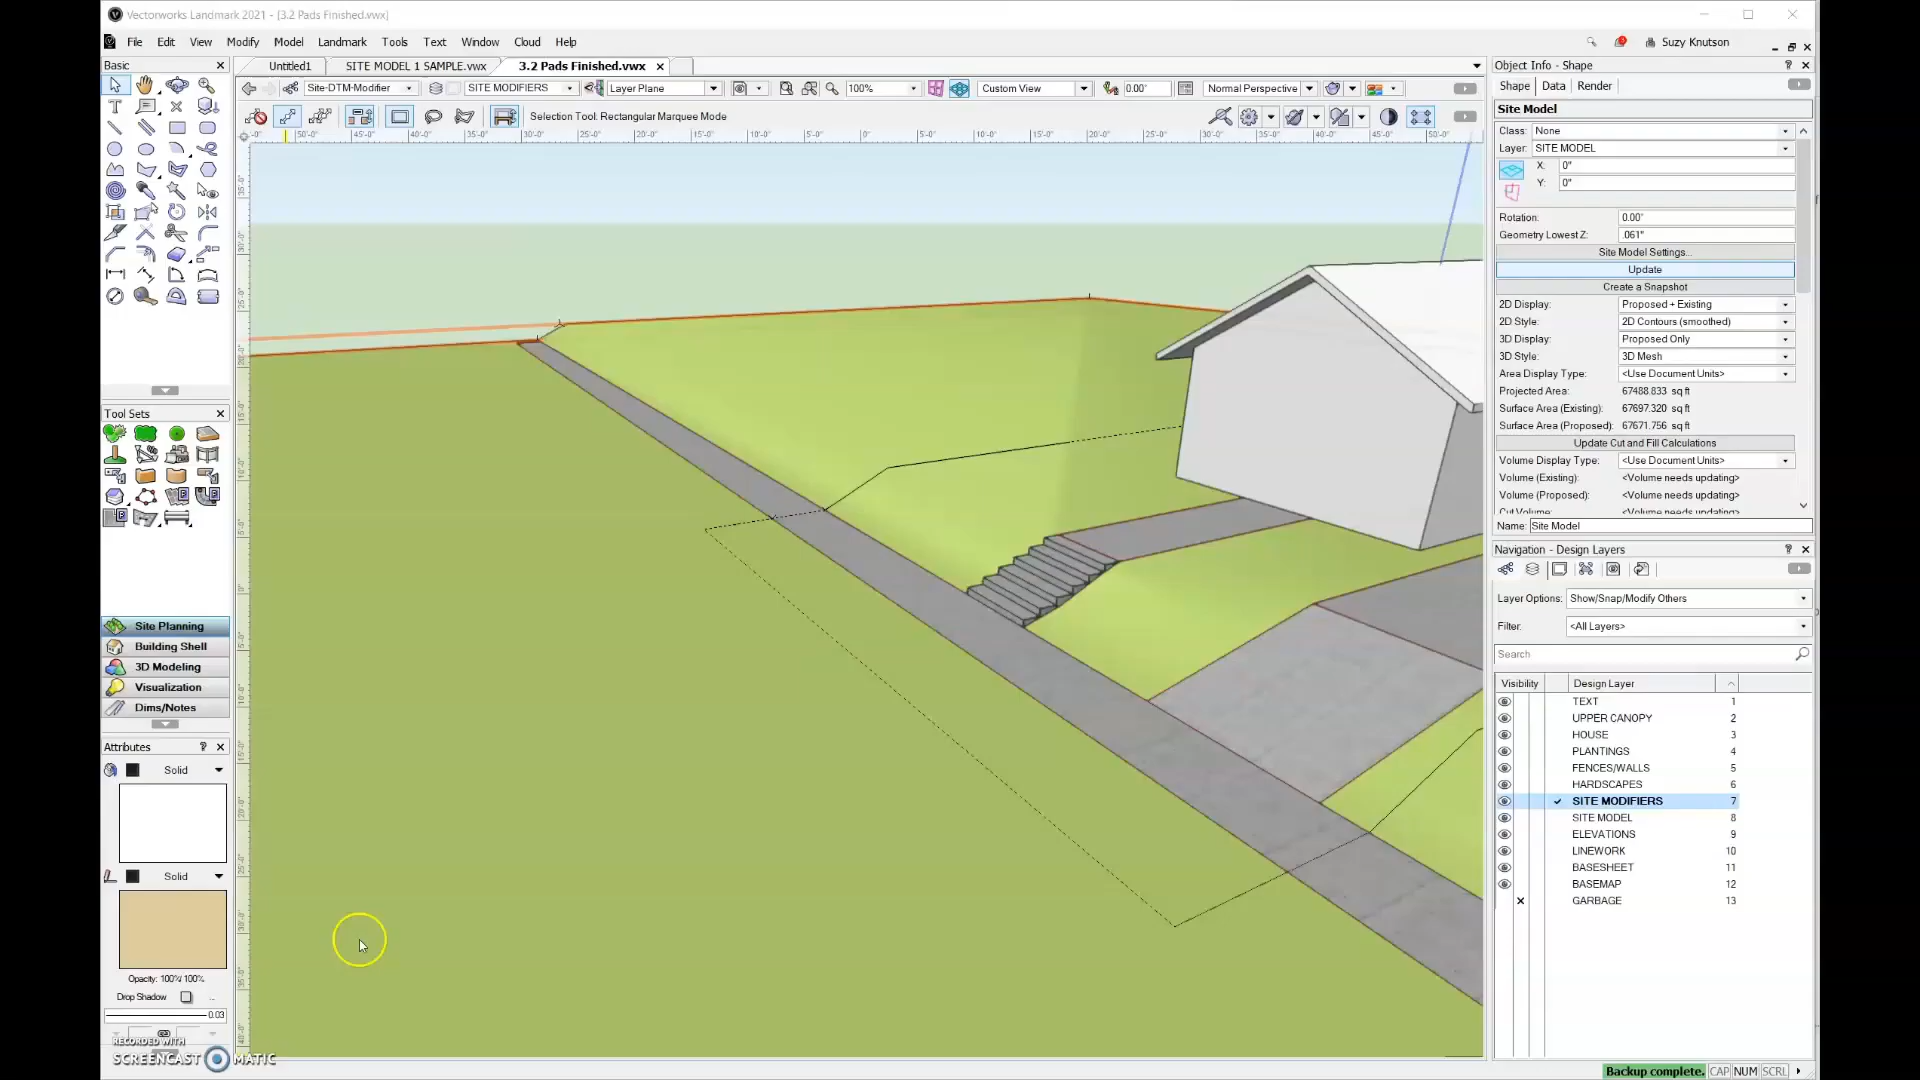 Vectorworks Landmark 2021 - [3.2 Pads Finished.vwx]
File Edit View Modify Model Landmark Tools Text Window Cloud Help
Suzy Knutson
Basic
Untitled1 SITE MODEL 1 SAMPLE.vwx 3.2 Pads Finished.vwx
Site-DTM-Modifier SITE MODIFIERS Layer Plane 100% Custom View 0.00° Normal Perspective
Selection Tool: Rectangular Marquee Mode
Tool Sets
Site Planning
Building Shell
3D Modeling
Visualization
Dims/Notes
Attributes
Solid
Solid
Opacity: 100%/ 100%
Drop Shadow
0.03
RECORDED WITH
SCREENCAST MATIC
Object Info - Shape
Shape Data Render
Site Model
Class: None
Layer: SITE MODEL
X: 0"
Y: 0"
Rotation: 0.00°
Geometry Lowest Z: .061"
Site Model Settings...
Update
Create a Snapshot
2D Display: Proposed + Existing
2D Style: 2D Contours (smoothed)
3D Display: Proposed Only
3D Style: 3D Mesh
Area Display Type: <Use Document Units>
Projected Area: 67488.833 sq ft
Surface Area (Existing): 67697.320 sq ft
Surface Area (Proposed): 67671.756 sq ft
Update Cut and Fill Calculations
Volume Display Type: <Use Document Units>
Volume (Existing): <Volume needs updating>
Volume (Proposed): <Volume needs updating>
Cut Volume: <Volume needs updating>
Name: Site Model
Navigation - Design Layers
Layer Options: Show/Snap/Modify Others
Filter: <All Layers>
Search
Visibility Design Layer
TEXT 1
UPPER CANOPY 2
HOUSE 3
PLANTINGS 4
FENCES/WALLS 5
HARDSCAPES 6
SITE MODIFIERS 7
SITE MODEL 8
ELEVATIONS 9
LINEWORK 10
BASESHEET 11
BASEMAP 12
GARBAGE 13
Backup complete. CAP NUM SCRL